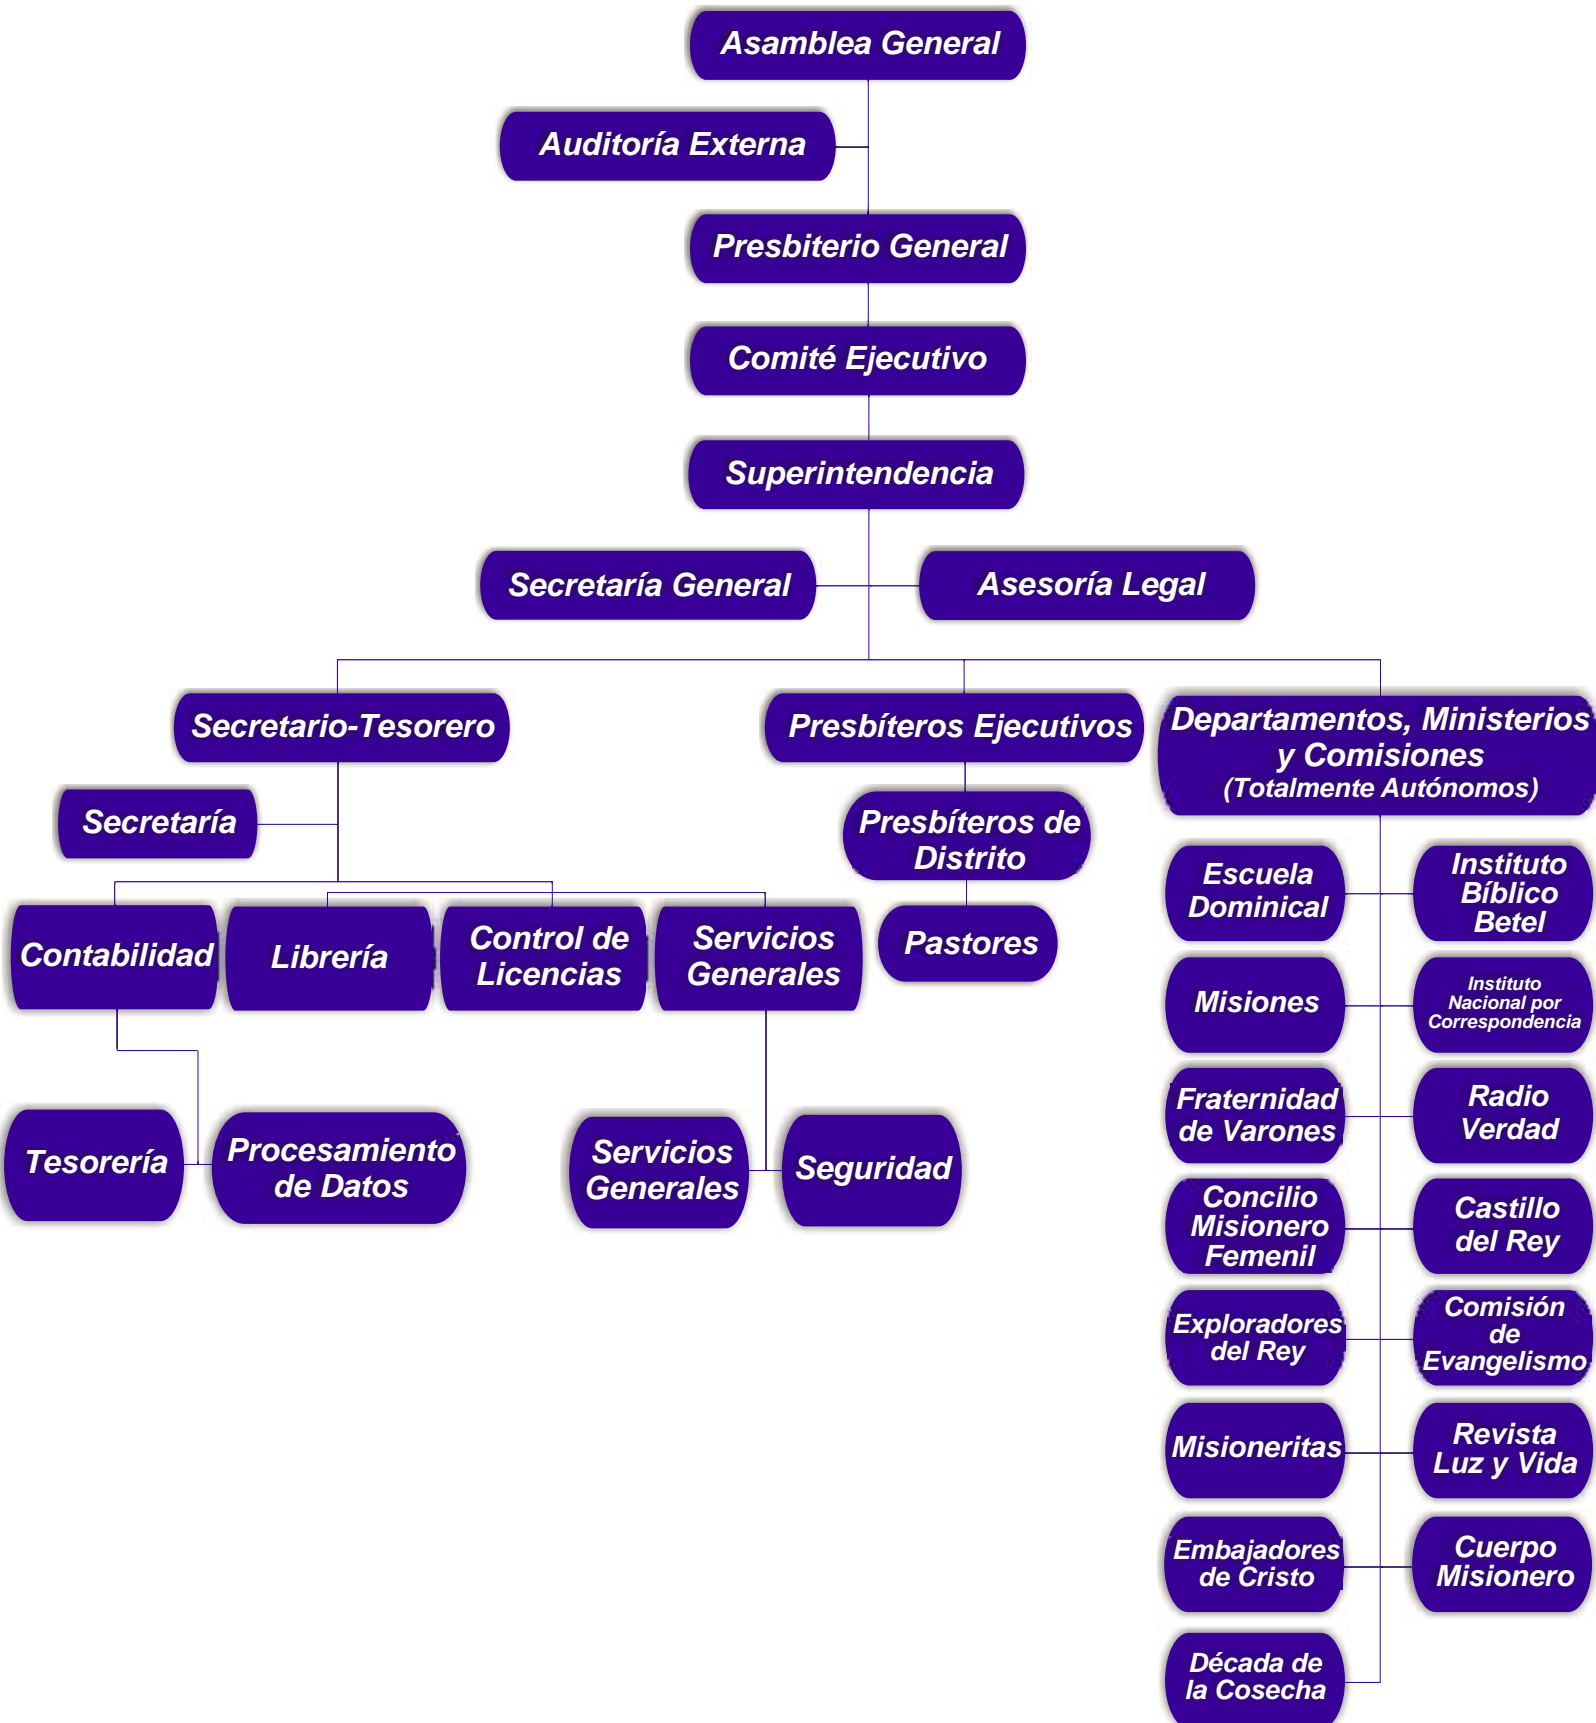 Asamblea General
Auditoría Externa
Presbiterio General
Comité Ejecutivo
Superintendencia
Secretaría General
Asesoría Legal
Secretario-Tesorero
Presbíteros Ejecutivos
Departamentos, Ministerios
y Comisiones
(Totalmente Autónomos)
Secretaría
Presbíteros de
Distrito
Contabilidad
Librería
Control de
Licencias
Servicios
Generales
Pastores
Tesorería
Procesamiento
de Datos
Servicios
Generales
Seguridad
Escuela
Dominical
Instituto
Bíblico
Betel
Misiones
Instituto
Nacional por
Correspondencia
Fraternidad
de Varones
Radio
Verdad
Concilio
Misionero
Femenil
Castillo
del Rey
Exploradores
del Rey
Comisión
de
Evangelismo
Misioneritas
Revista
Luz y Vida
Embajadores
de Cristo
Cuerpo
Misionero
Década de
la Cosecha